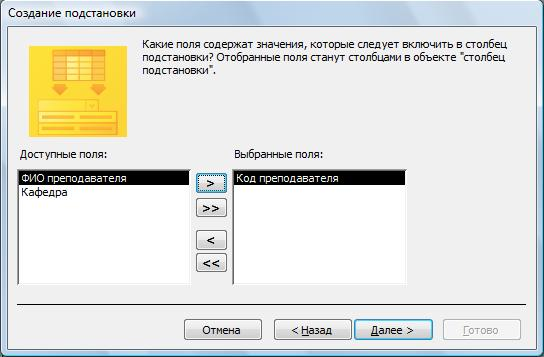 Создание подстановки
Какие поля содержат значения, которые следует включить в столбец
подстановки? Отобранные поля станут столбцами в объекте "столбец
подстановки".
Доступные поля:
Выбранные поля:
ФИО преподавателя
Кафедра
>
>>
<
<<
Код преподавателя
Отмена
< Назад
Далее >
Готово